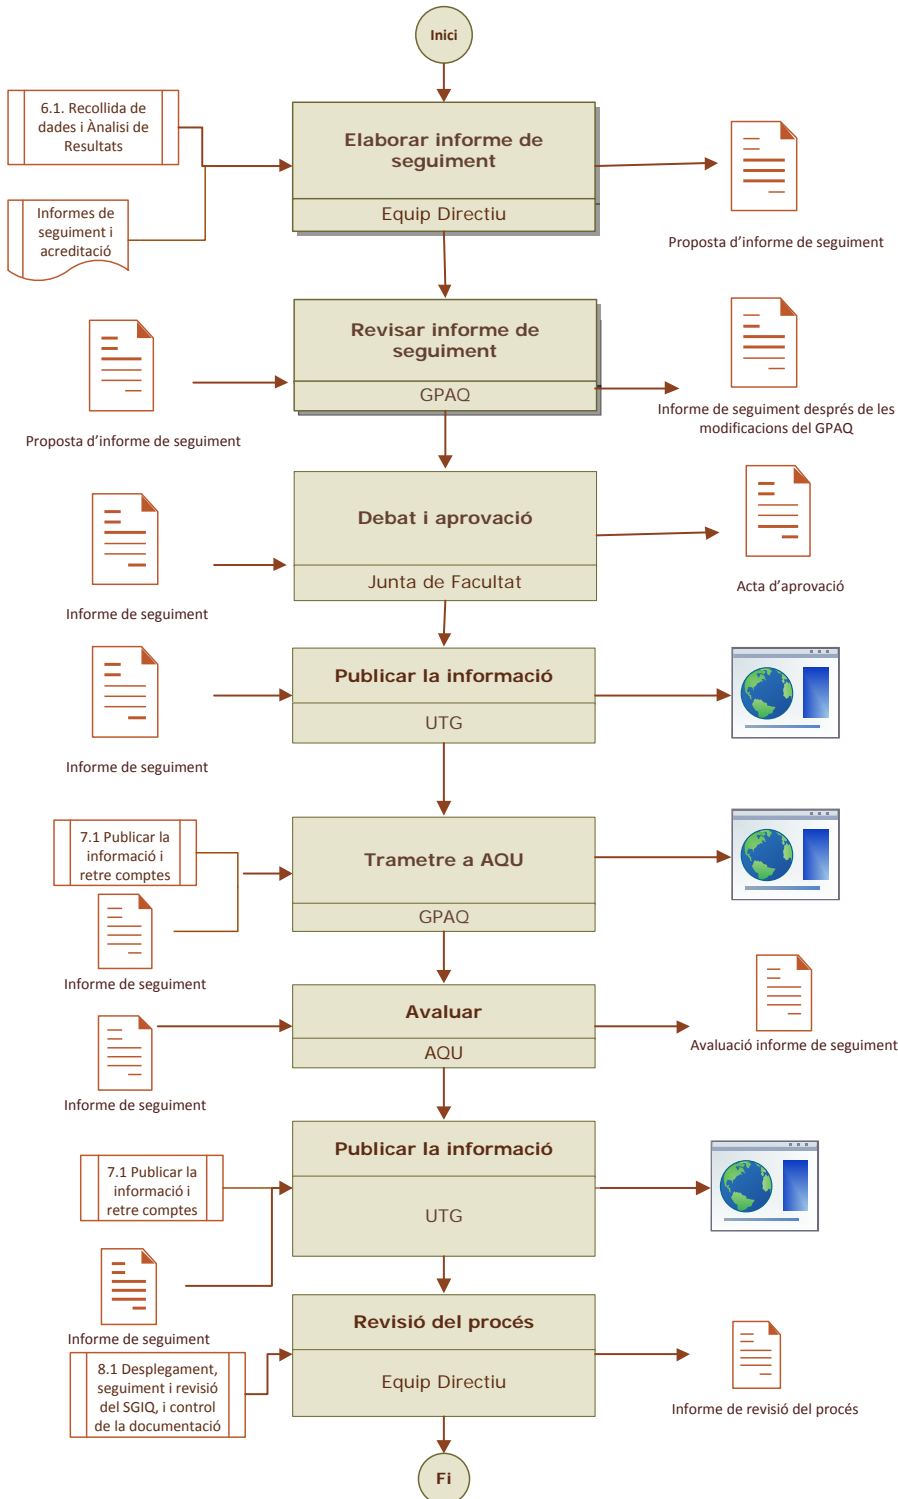 Inici
6.1. Recollida de
dades i Ànalisi de
Resultats
Elaborar informe de
seguiment
Equip Directiu
Informes de
seguiment i
acreditació
Proposta d'informe de seguiment
Revisar informe de
seguiment
GPAQ
Proposta d'informe de seguiment
Informe de seguiment després de les
modificacions del GPAQ
Debat i aprovació
Junta de Facultat
Informe de seguiment
Acta d'aprovació
Publicar la informació
UTG
Informe de seguiment
7.1 Publicar la
informació i
retre comptes
Trametre a AQU
GPAQ
Informe de seguiment
Avaluar
AQU
Informe de seguiment
Avaluació informe de seguiment
Publicar la informació
UTG
7.1 Publicar la
informació i
retre comptes
Informe de seguiment
Revisió del procés
Equip Directiu
8.1 Desplegament,
seguiment i revisió
del SGIQ, i control
de la documentació
Informe de revisió del procés
Fi